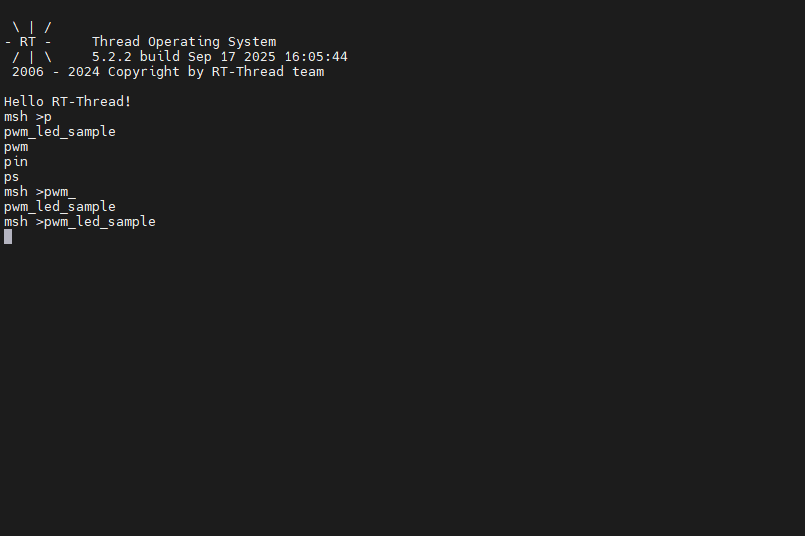 \ | /
- RT -     Thread Operating System
 / | \     5.2.2 build Sep 17 2025 16:05:44
 2006 - 2024 Copyright by RT-Thread team

Hello RT-Thread!
msh >p
pwm_led_sample
pwm
pin
ps
msh >pwm_
pwm_led_sample
msh >pwm_led_sample